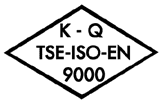 K - Q
TSE-ISO-EN
9000